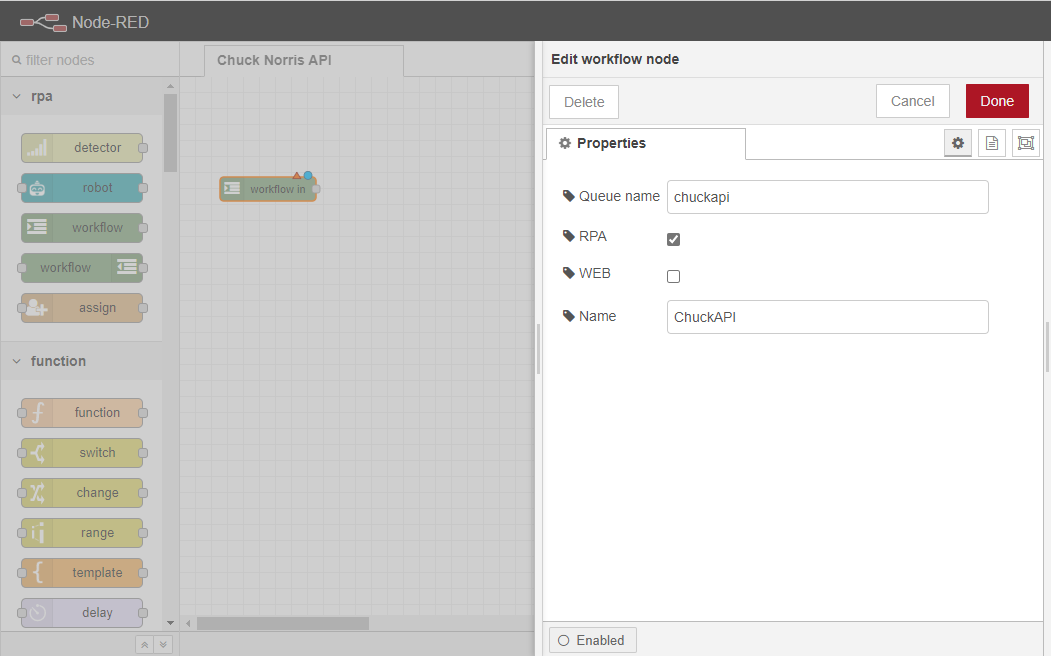 Node-RED
filter nodes
Chuck Norris API
rpa
detector
robot
workflow
workflow
assign
function
function
switch
change
range
template
delay
workflow in
Edit workflow node
Delete
Cancel
Done
Properties
Queue name
chuckapi
RPA
WEB
Name
ChuckAPI
Enabled